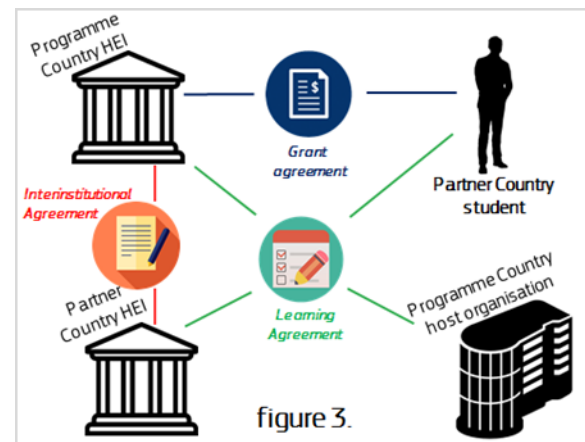 Programme
Country HEI
Grant
agreement
Partner Country
student
Interinstitutional
Agreement
Partner
Country HEI
Learning
Agreement
Programme Country
host organisation
figure 3.